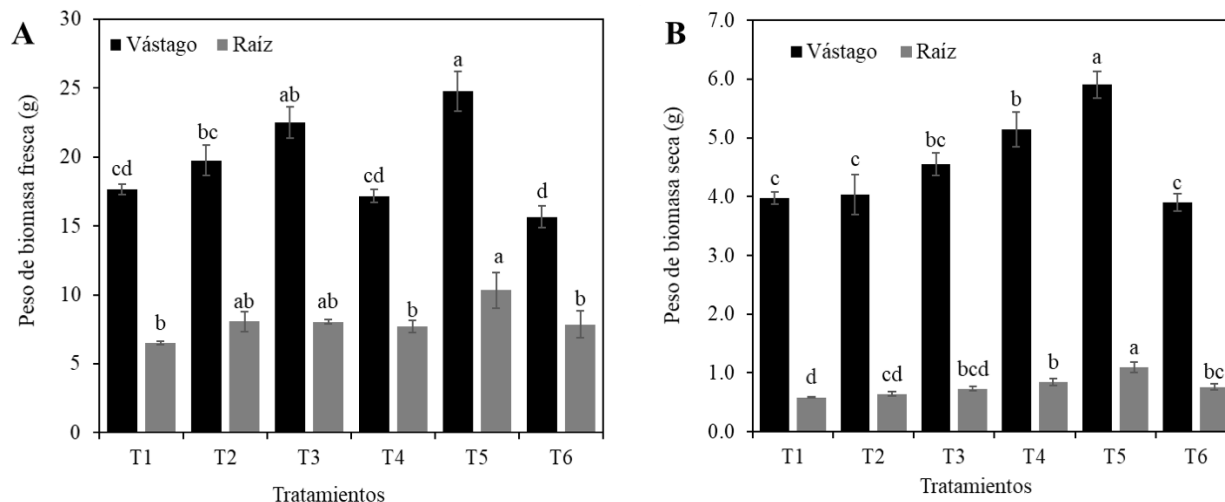 A
Peso de biomasa fresca (g)
30
25
20
15
10
5
0
Vástago Raíz
cd b
bc ab
ab ab
cd b
a a
d b
T1 T2 T3 T4 T5 T6
Tratamientos
B
Peso de biomasa seca (g)
7.0
6.0
5.0
4.0
3.0
2.0
1.0
0.0
Vástago Raíz
c d
c cd
bc bcd
b b
a a
c bc
T1 T2 T3 T4 T5 T6
Tratamientos